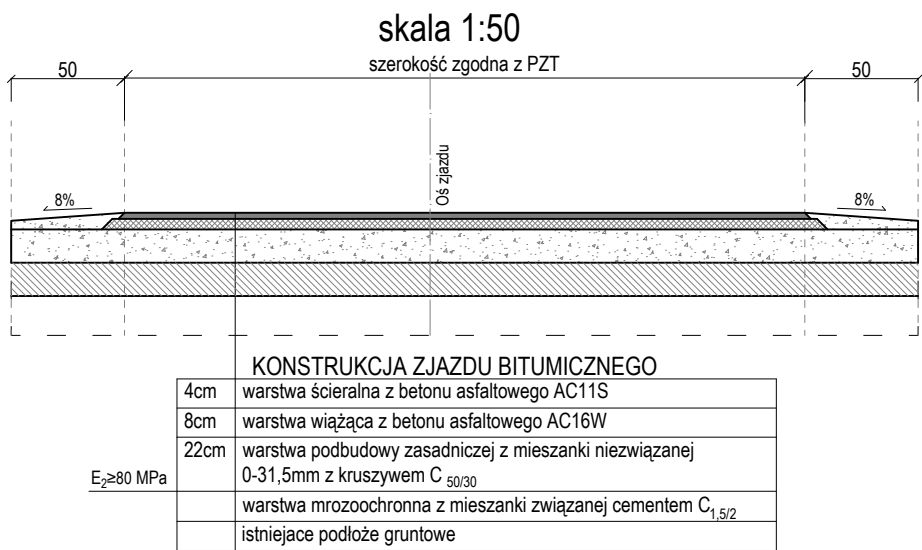 skala 1:50
szerokość zgodna z PZT
50
50
Oś zjazdu
8%
8%
KONSTRUKCJA ZJAZDU BITUMICZNEGO
4cm warstwa ścieralna z betonu asfaltowego AC11S
8cm warstwa wiążąca z betonu asfaltowego AC16W
22cm warstwa podbudowy zasadniczej z mieszanki niezwiązanej
0-31,5mm z kruszywem C 50/30
E2≥80 MPa
warstwa mrozoochronna z mieszanki związanej cementem C1,5/2
istniejace podłoże gruntowe